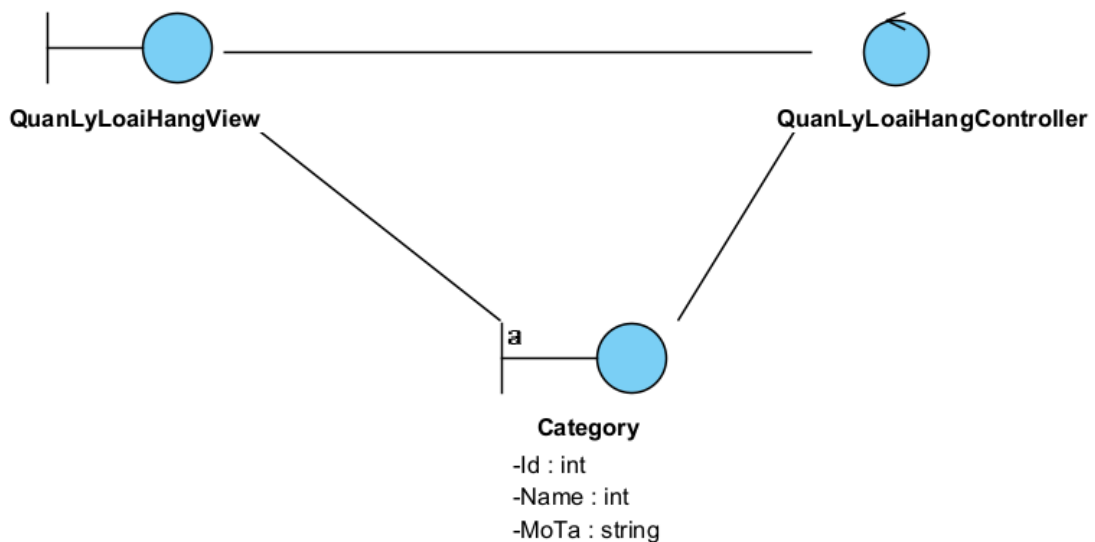 QuanLyLoaiHangView
QuanLyLoaiHangController
a
Category
-Id : int
-Name : int
-MoTa : string